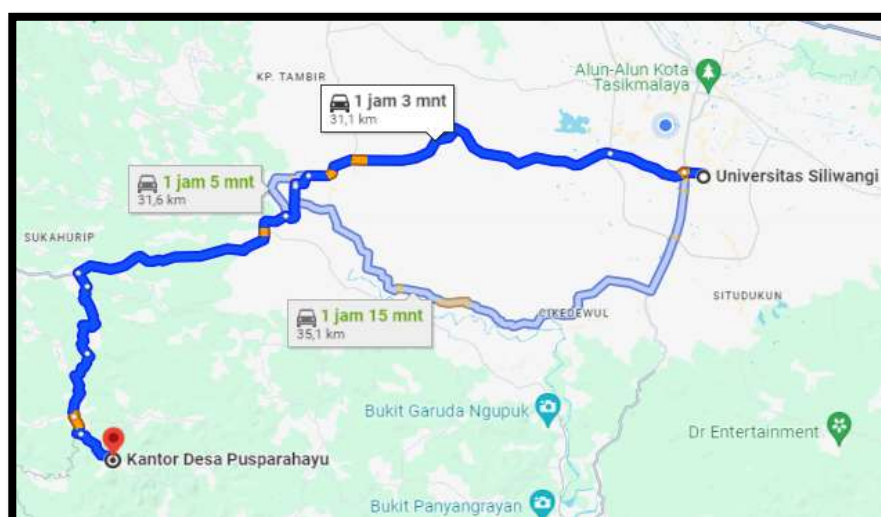 KP. TAMBIR
Alun-Alun Kota
Tasikmalaya
1 jam 3 mnt
31,1 km
1 jam 5 mnt
31,6 km
Universitas Siliwangi
SUKAHURIP
SITUDUKUN
1 jam 15 mnt
35,1 km
CIKEDEWUL
Bukit Garuda Ngupuk
Dr Entertainment
Kantor Desa Pusparahayu
Bukit Panyangrayan